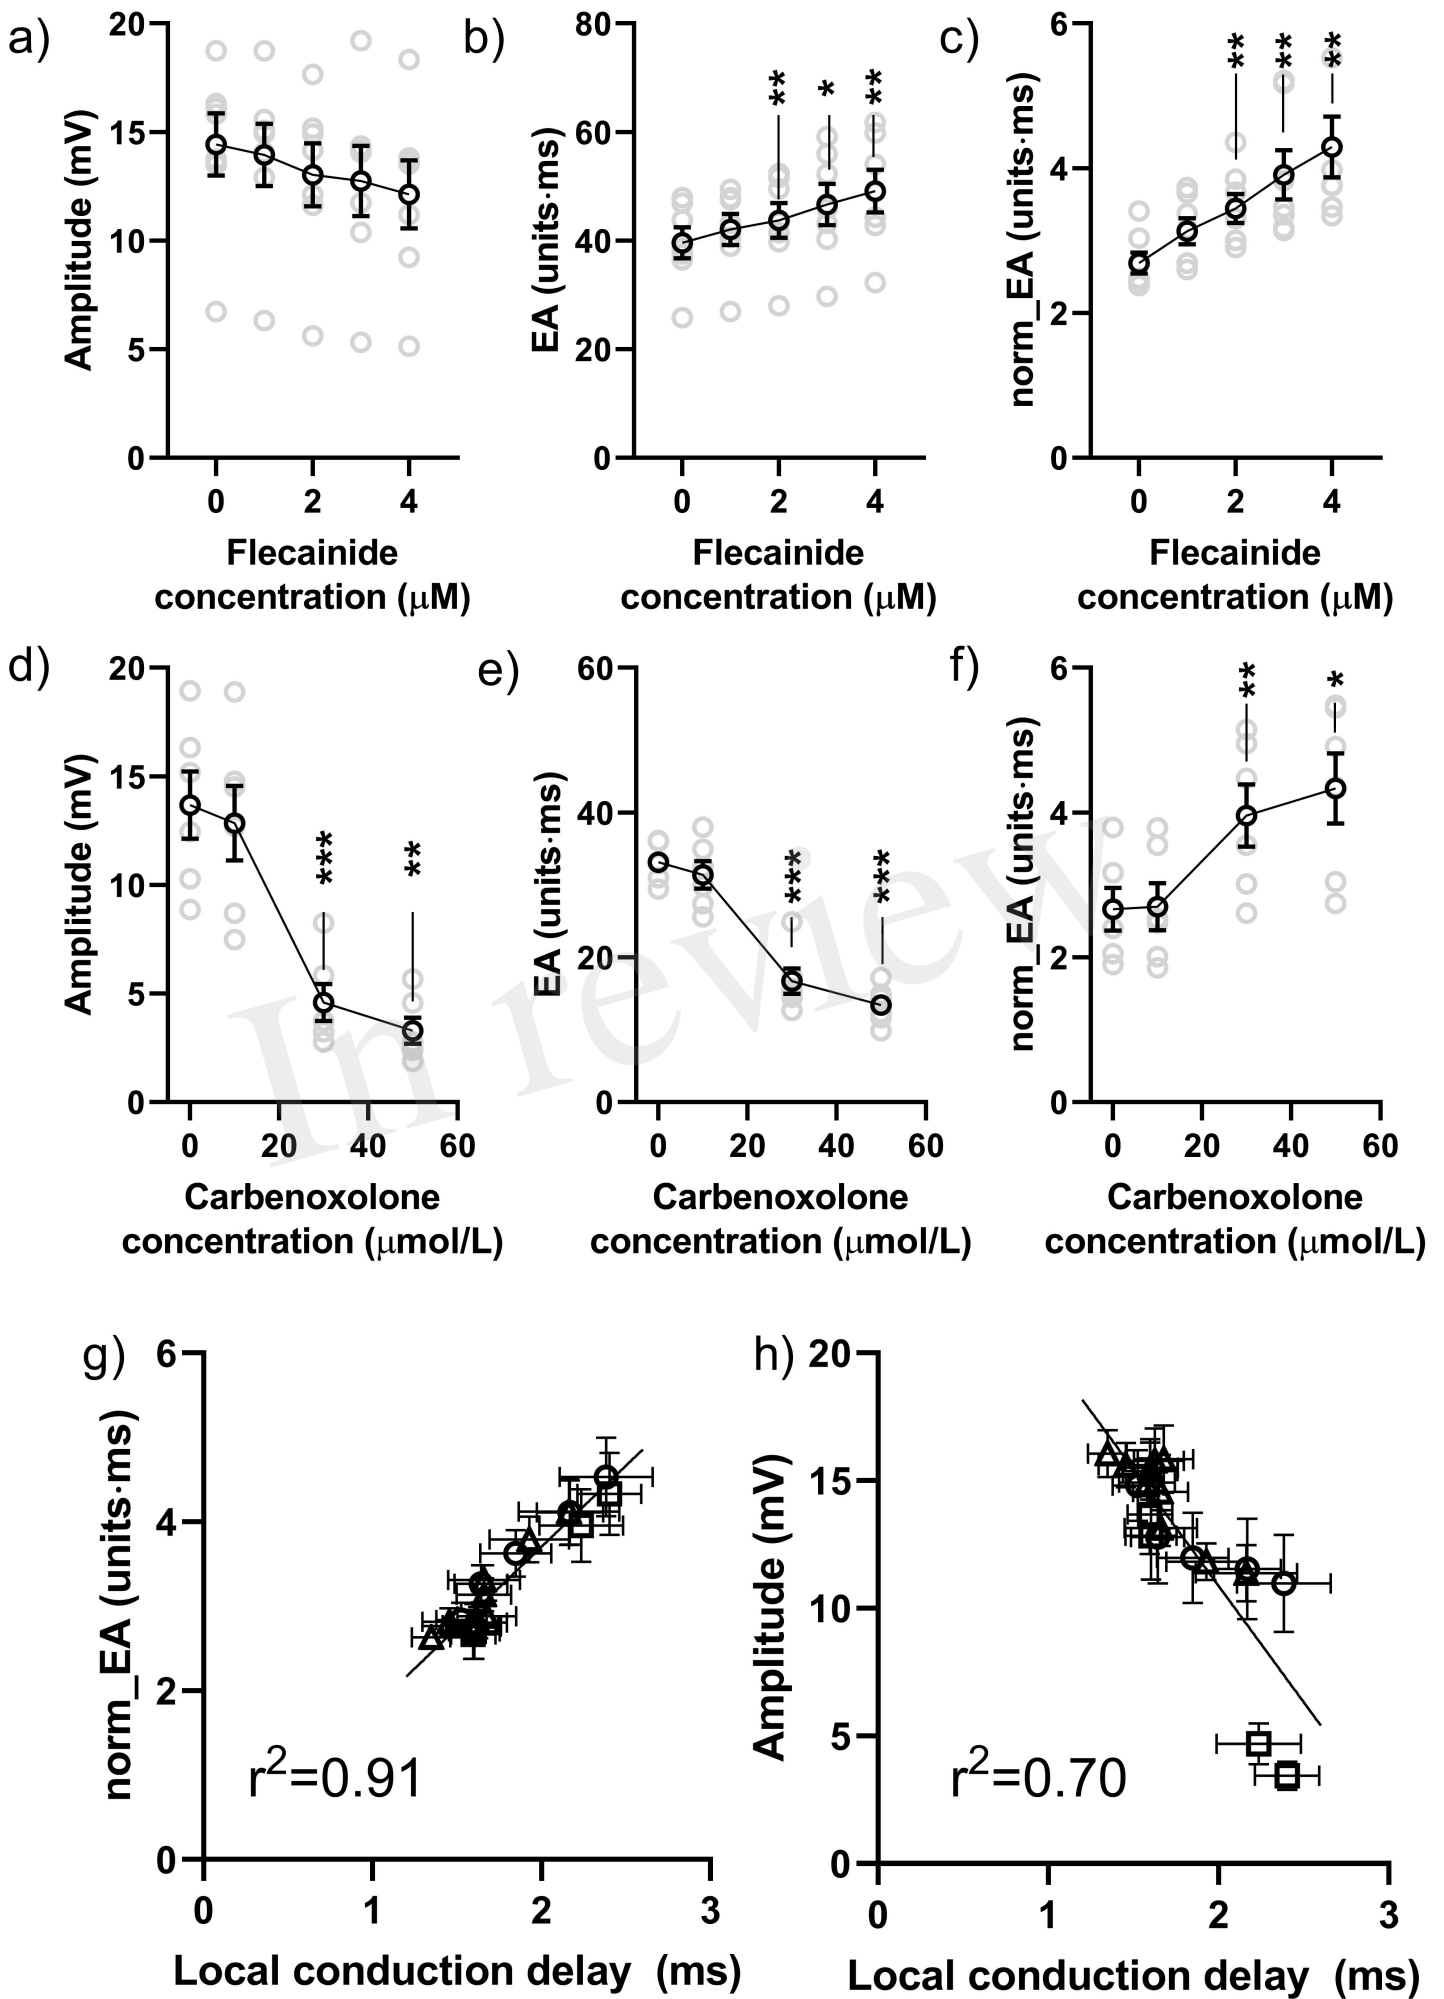 a)
20
15
10
5
0
Amplitude (mV)
0 2 4
Flecainide
concentration (μM)
b)
80
60
40
20
0
EA (units·ms)
** * **
0 2 4
Flecainide
concentration (μM)
c)
6
4
2
0
norm_EA (units·ms)
** ** **
0 2 4
Flecainide
concentration (μM)
d)
20
15
10
5
0
Amplitude (mV)
*** **
0 20 40 60
Carbenoxolone
concentration (μmol/L)
e)
60
40
20
0
EA (units·ms)
*** ***
0 20 40 60
Carbenoxolone
concentration (μmol/L)
f)
6
4
2
0
norm_EA (units·ms)
** *
0 20 40 60
Carbenoxolone
concentration (μmol/L)
In review
g)
6
4
2
0
norm_EA (units·ms)
r²=0.91
0 1 2 3
Local conduction delay (ms)
h)
20
15
10
5
0
Amplitude (mV)
r²=0.70
0 1 2 3
Local conduction delay (ms)